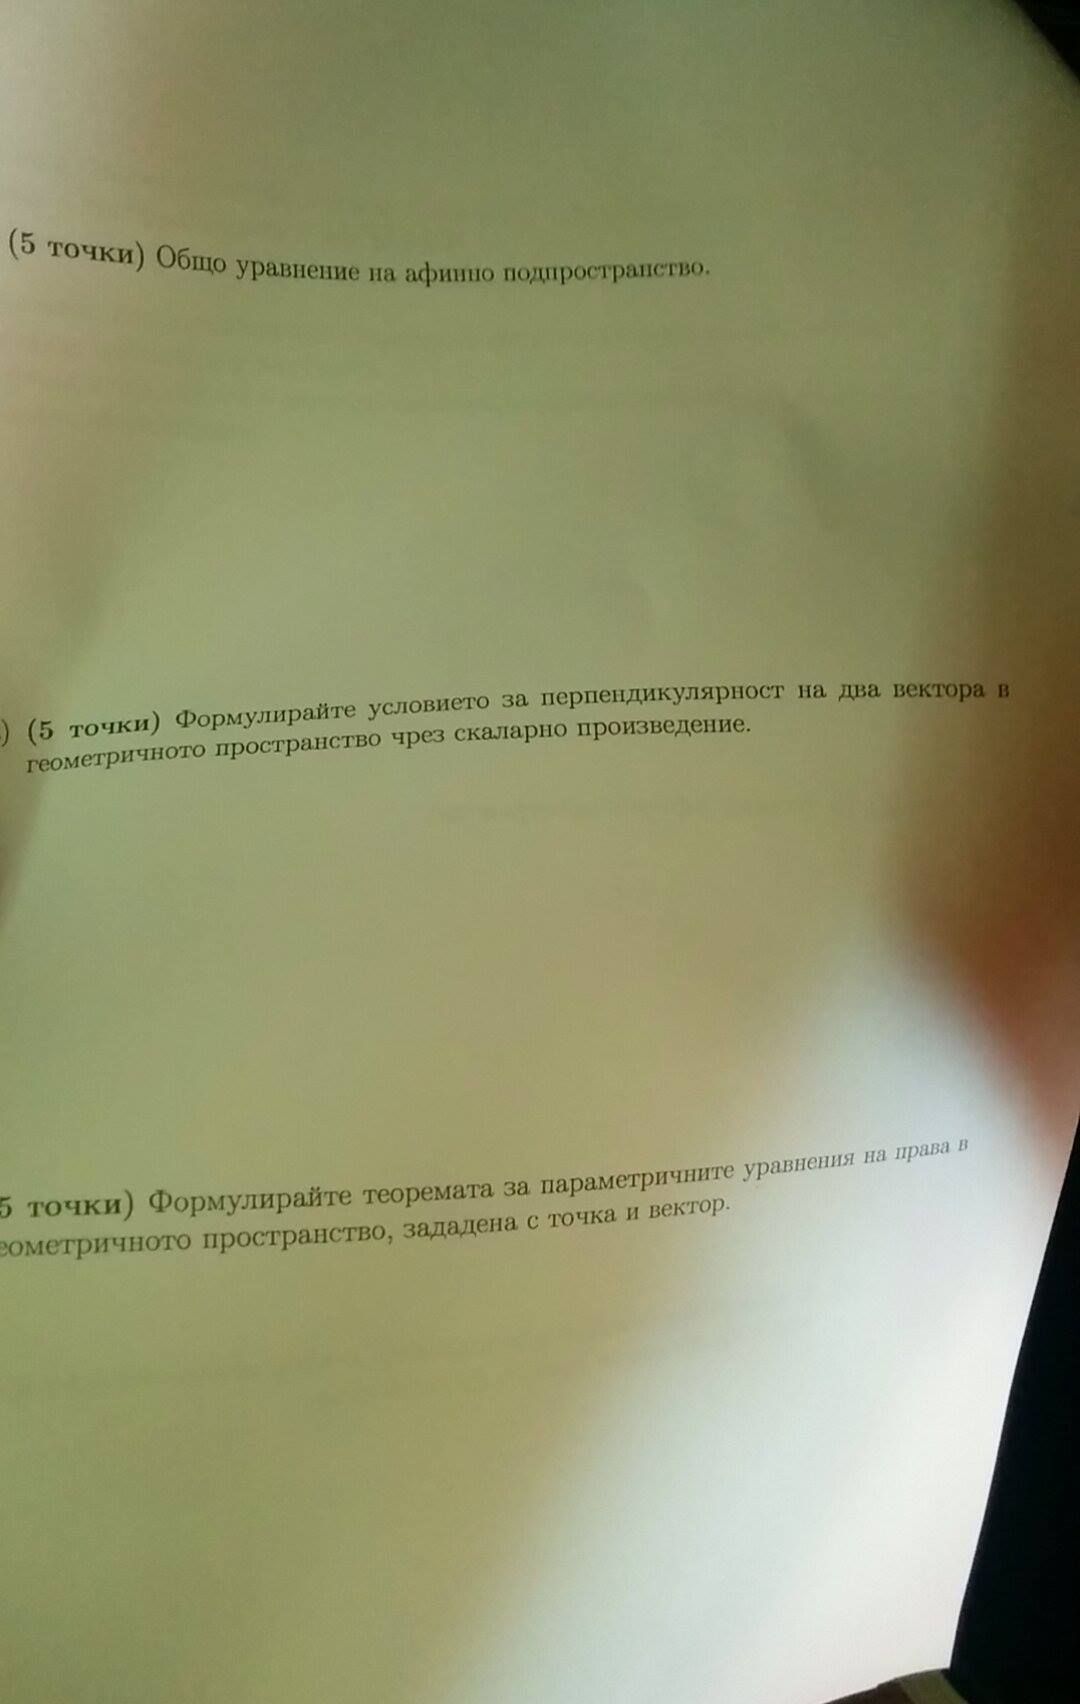 (5 точки) Общо уравнение на афинно подпространство.
) (5 точки) Формулирайте условието за перпендикулярност на два вектора в
геометричното пространство чрез скаларно произведение.
5 точки) Формулирайте теоремата за параметричните уравнения на права в
еометричното пространство, зададена с точка и вектор.